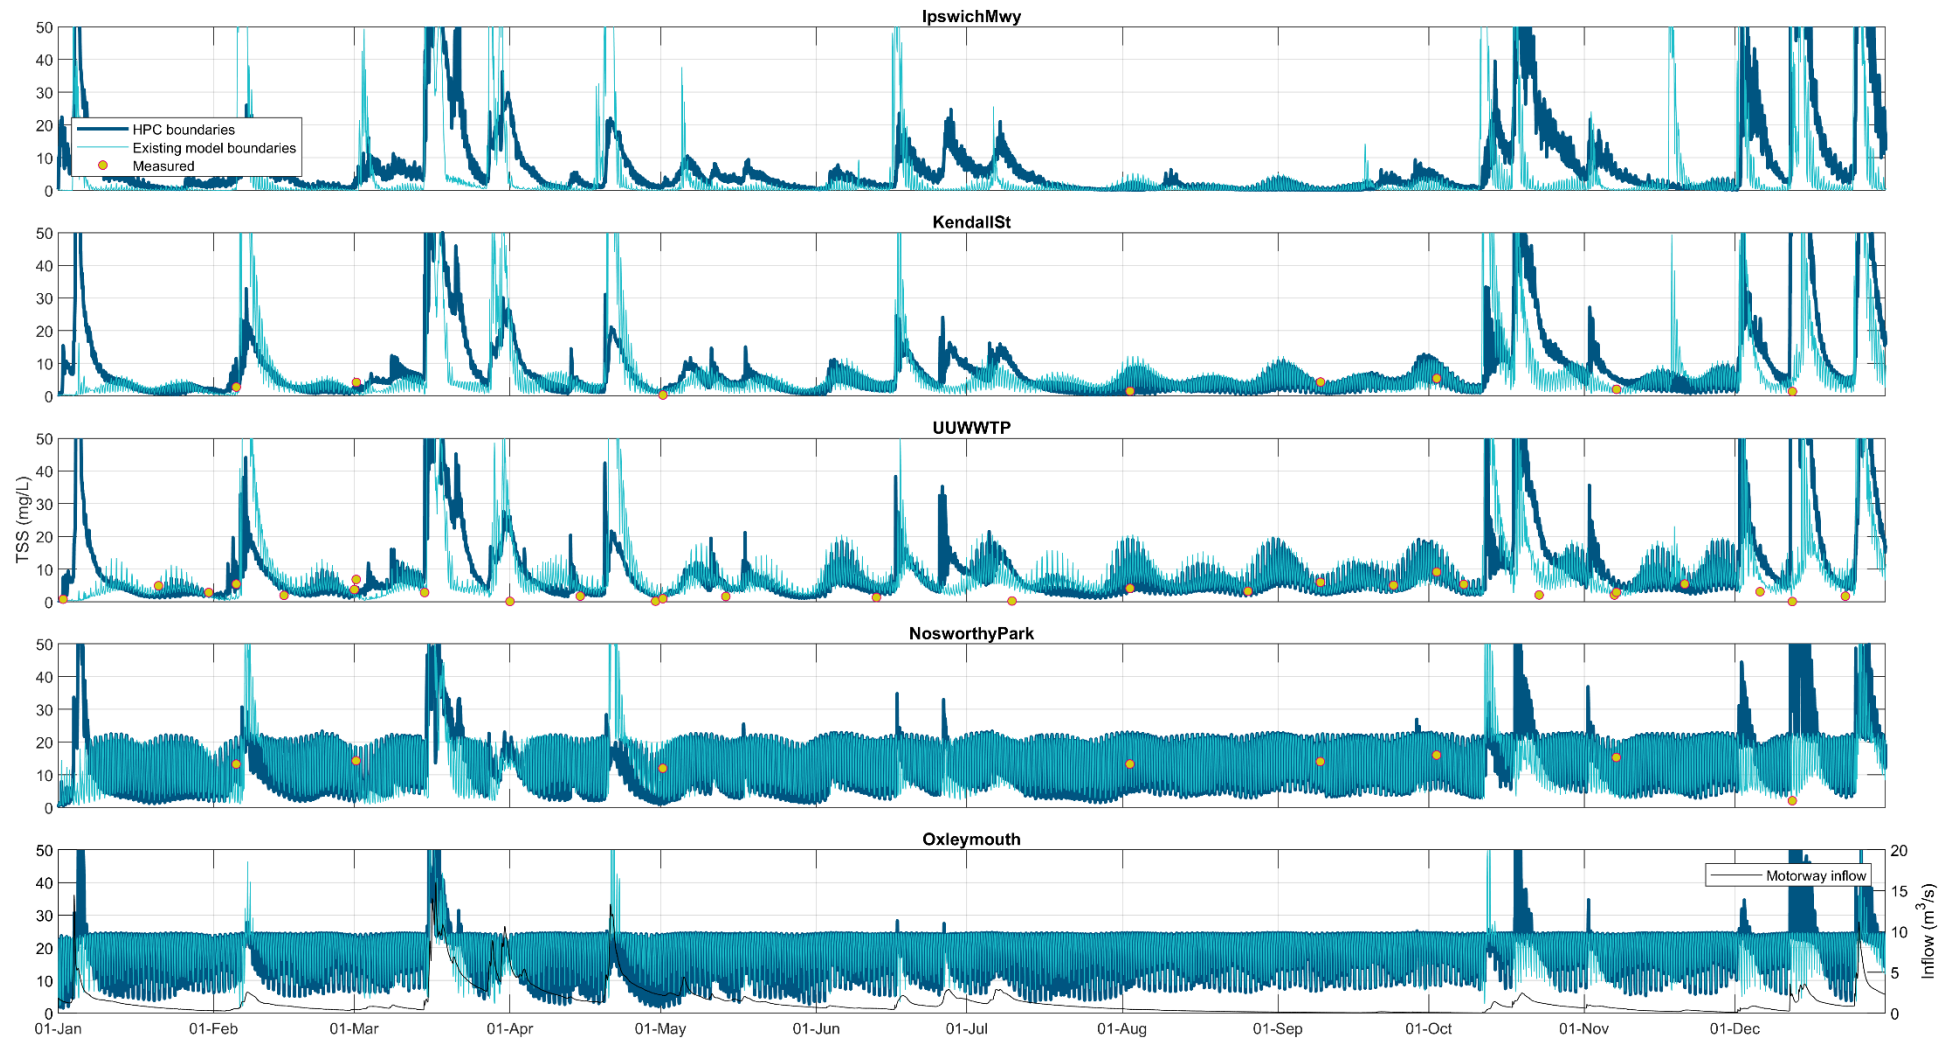 IpswichMwy
50
40
30
20
10
0
HPC boundaries
Existing model boundaries
Measured
KendallSt
50
40
30
20
10
0
UUWWTP
50
40
30
20
10
0
TSS (mg/L)
NosworthyPark
50
40
30
20
10
0
Oxleymouth
50
40
30
20
10
0
20
15
10
5
0
Inflow (m³/s)
Motorway inflow
01-Jan 01-Feb 01-Mar 01-Apr 01-May 01-Jun 01-Jul 01-Aug 01-Sep 01-Oct 01-Nov 01-Dec